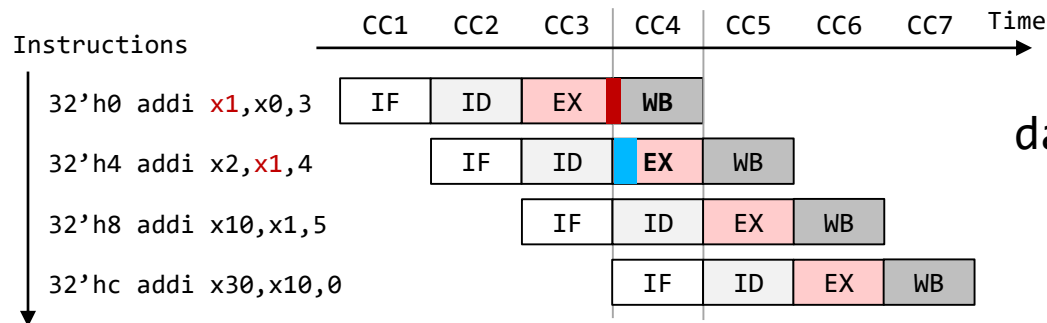 CC1 CC2 CC3 CC4 CC5 CC6 CC7 Time
Instructions
32’h0 addi x1,x0,3 IF ID EX WB
32’h4 addi x2,x1,4 IF ID EX WB
32’h8 addi x10,x1,5 IF ID EX WB
32’hc addi x30,x10,0 IF ID EX WB